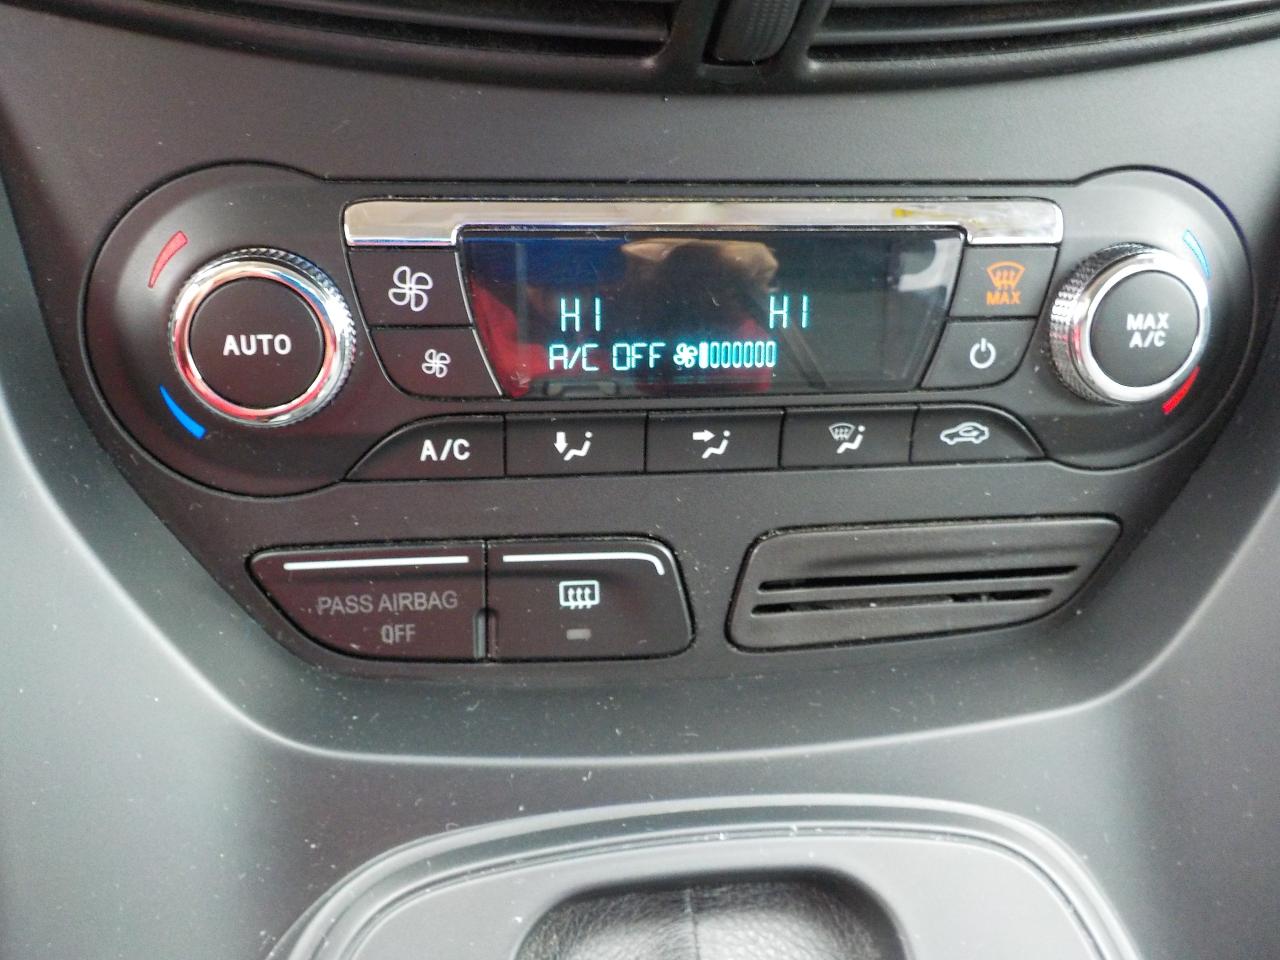 HI HI
A/C OFF
AUTO
MAX
MAX
A/C
A/C
PASS AIRBAG
OFF